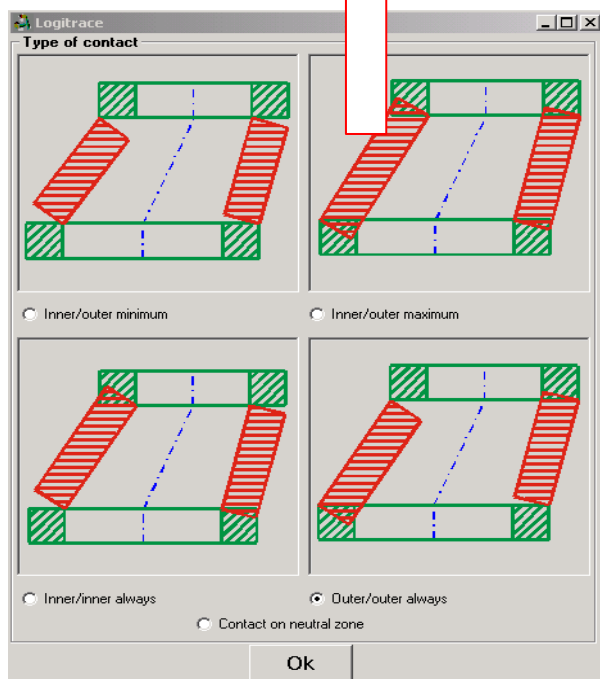 Logitrace
Type of contact
Inner/outer minimum
Inner/outer maximum
Inner/inner always
Outer/outer always
Contact on neutral zone
Ok